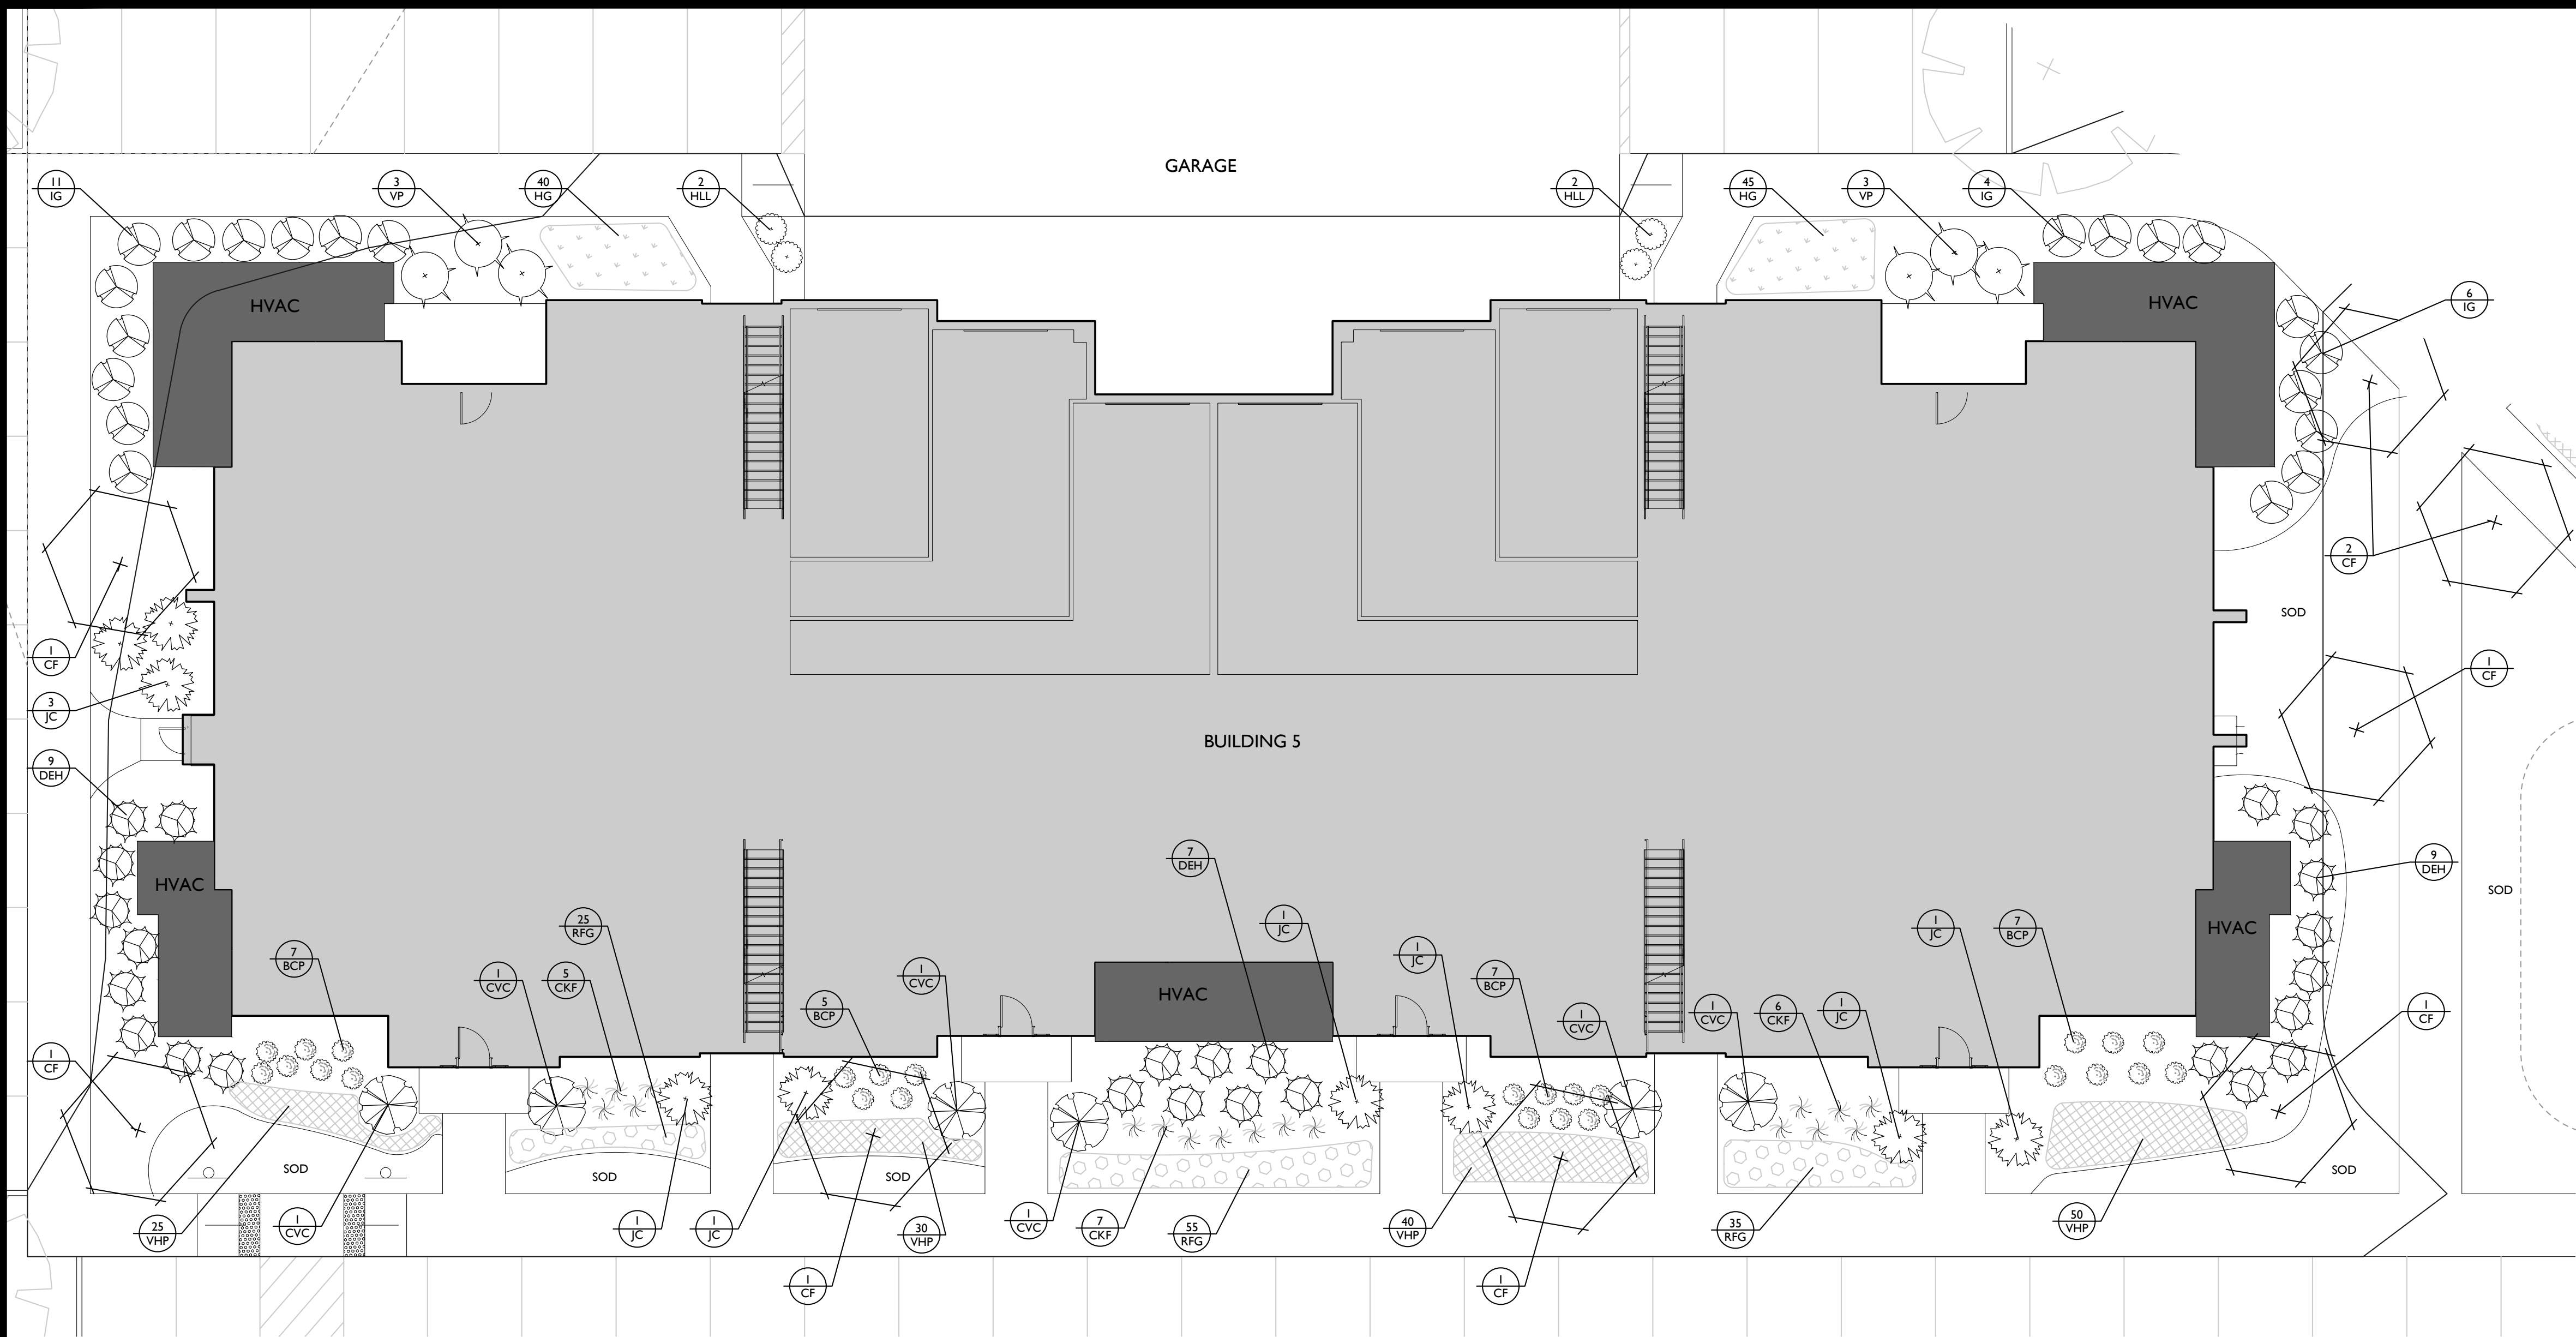 GARAGE
11
IG
3
VP
40
HG
2
HLL
2
HLL
45
HG
3
VP
4
IG
6
IG
HVAC
HVAC
2
CF
SOD
1
CF
1
CF
3
JC
BUILDING 5
9
DEH
7
DEH
9
DEH
HVAC
SOD
25
RFG
1
JC
1
JC
1
JC
7
BCP
HVAC
7
BCP
1
CVC
5
CKF
1
CVC
7
BCP
HVAC
5
BCP
1
CVC
1
CVC
6
CKF
1
JC
1
CF
1
CF
SOD
SOD
SOD
SOD
25
VHP
1
CVC
1
JC
1
JC
30
VHP
1
CVC
7
CKF
55
RFG
40
VHP
35
RFG
50
VHP
1
CF
1
CF